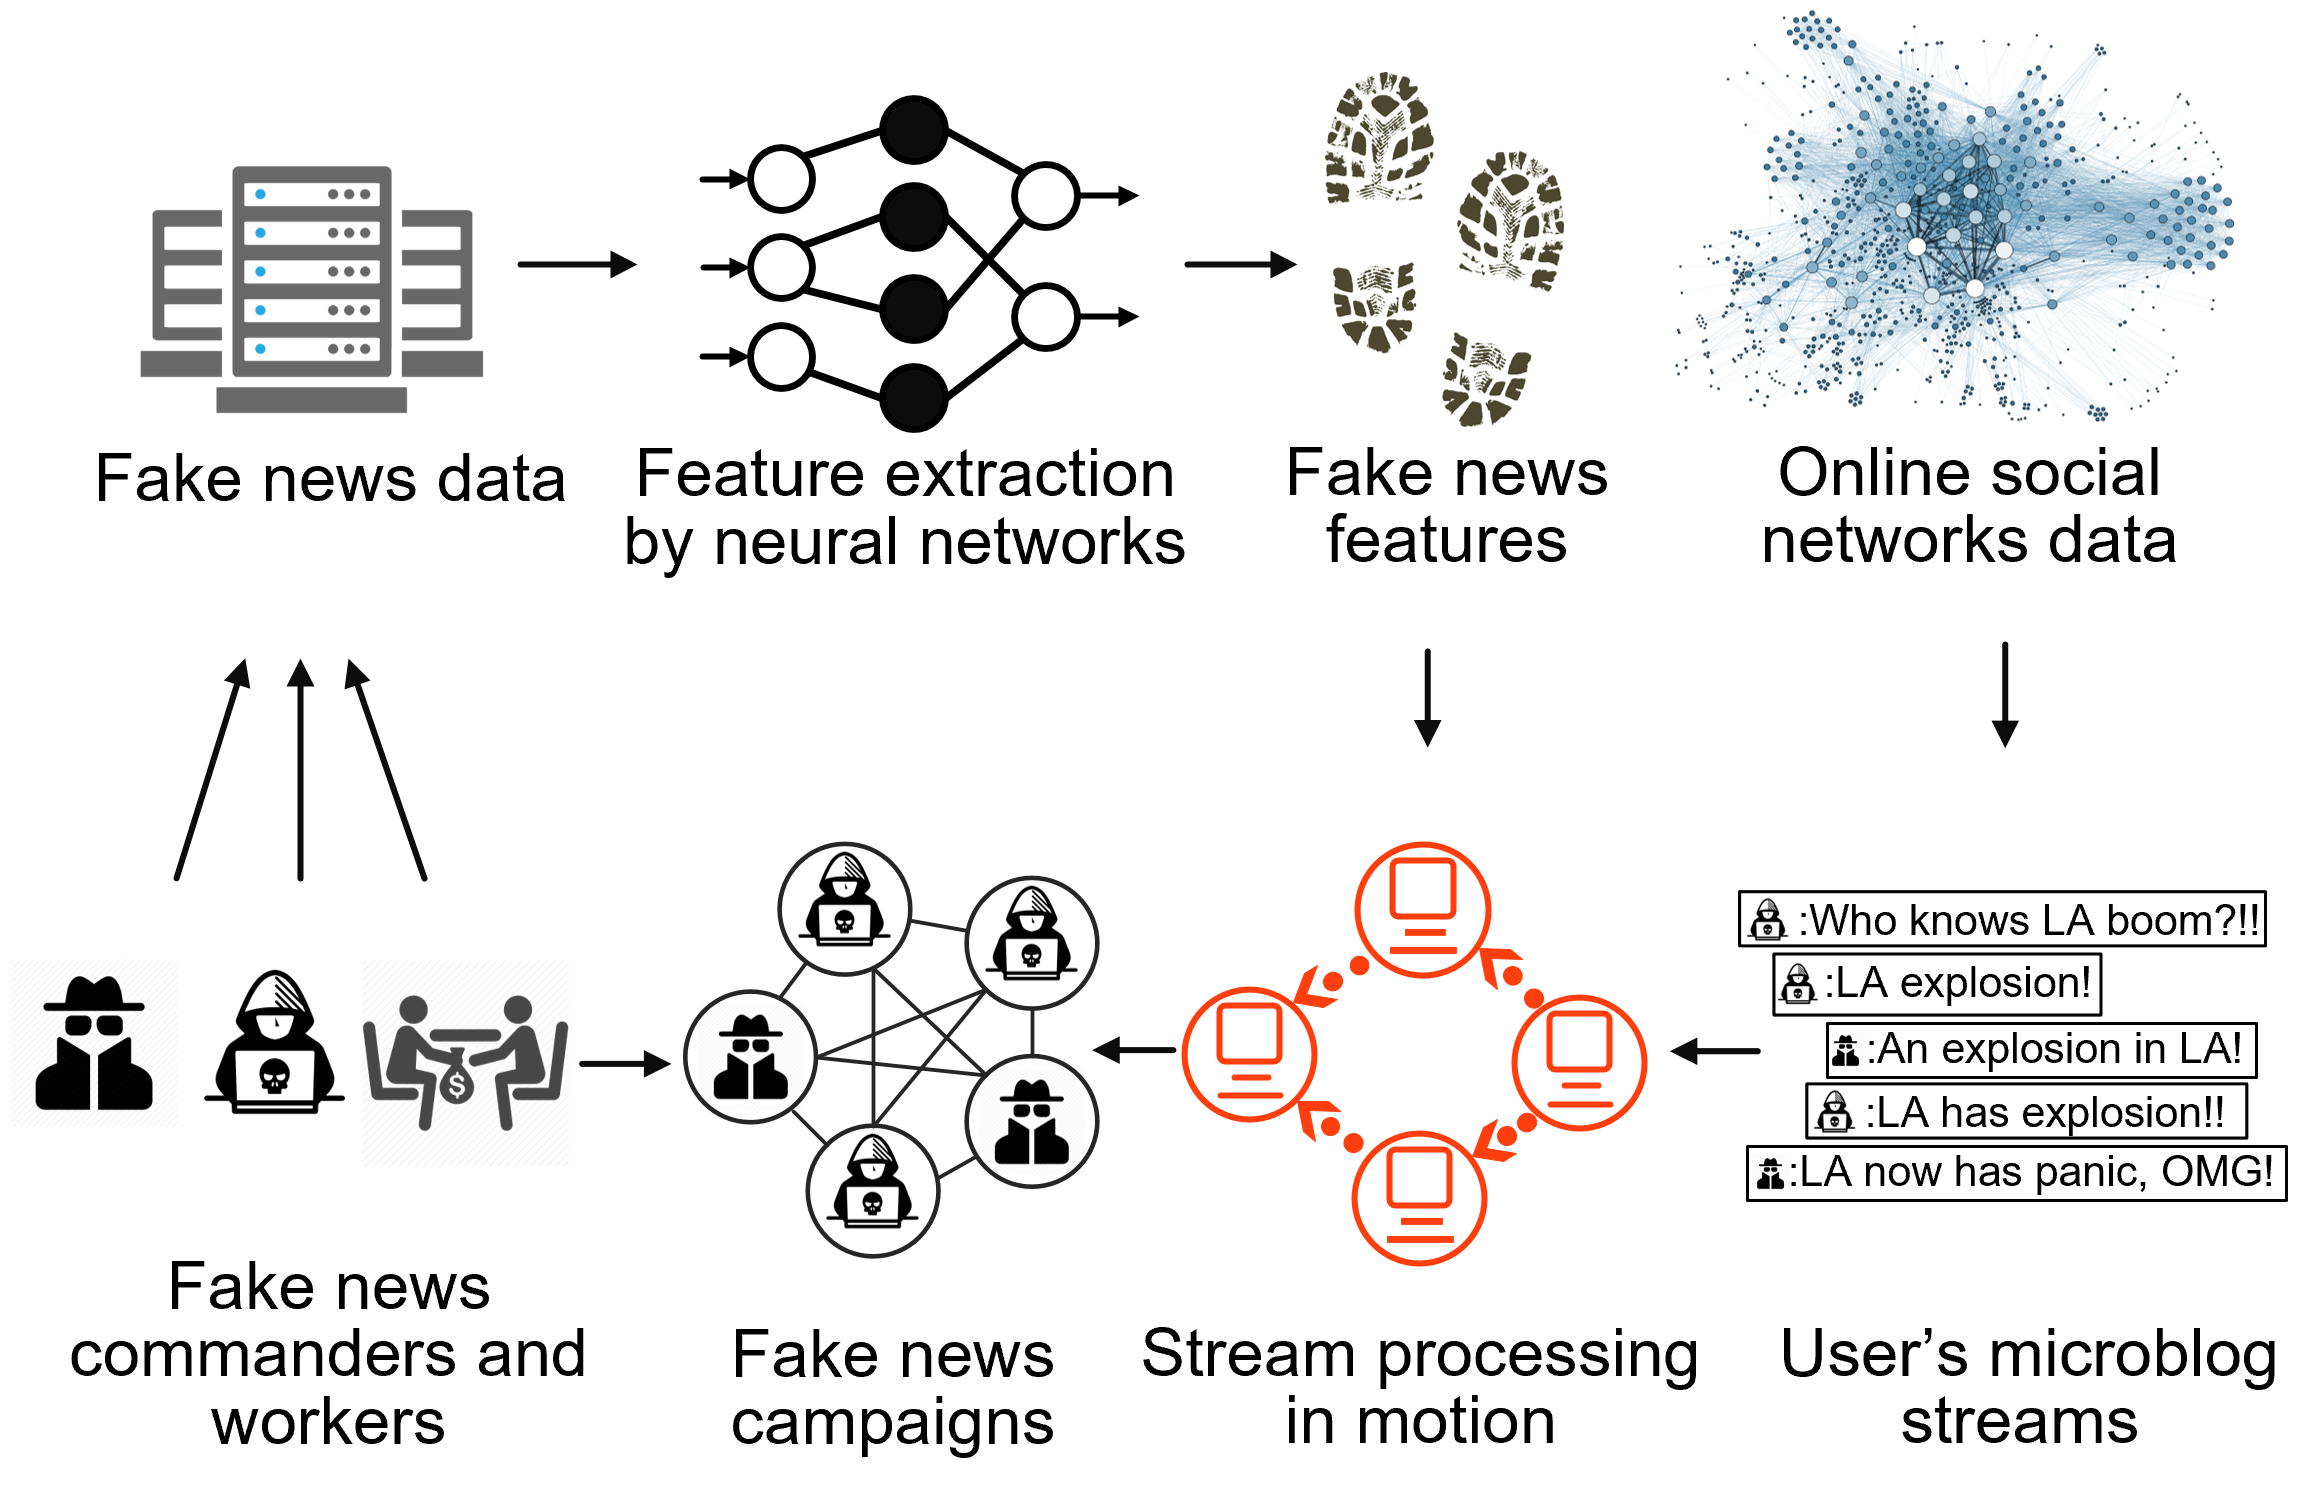 Fake news data
Feature extraction
by neural networks
Fake news
features
Online social
networks data
:Who knows LA boom?!!
:LA explosion!
:An explosion in LA!
:LA has explosion!!
:LA now has panic, OMG!
$
Fake news
commanders and
workers
Fake news
campaigns
Stream processing
in motion
User’s microblog
streams